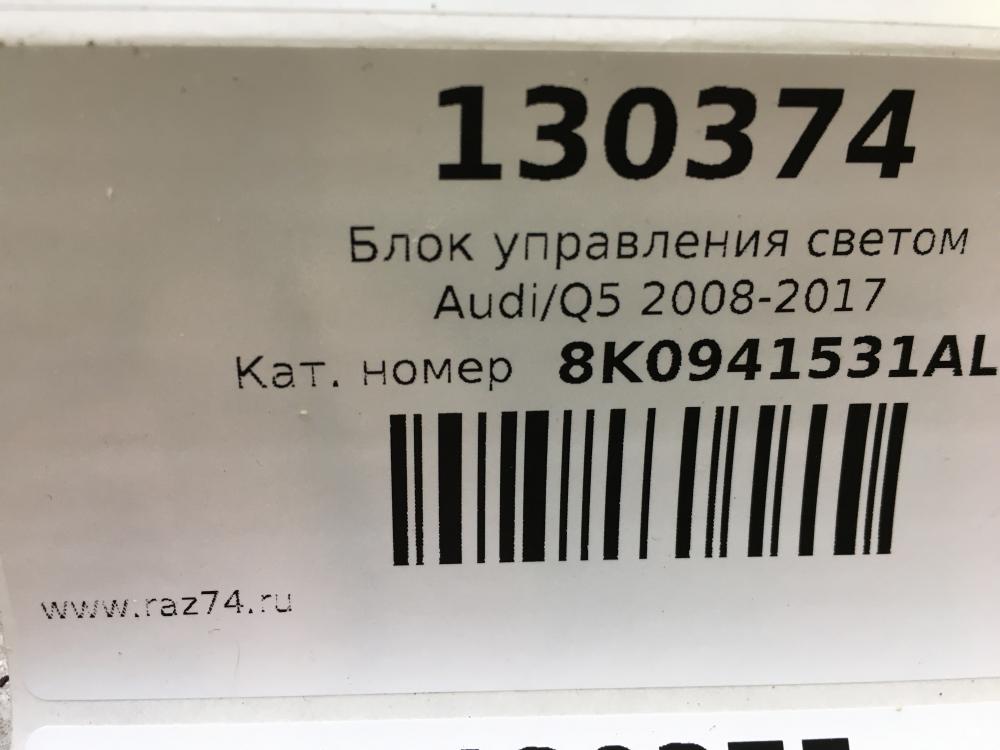 130374
Блок управления светом
Audi/Q5 2008-2017
Кат. номер 8K0941531AL
www.raz74.ru